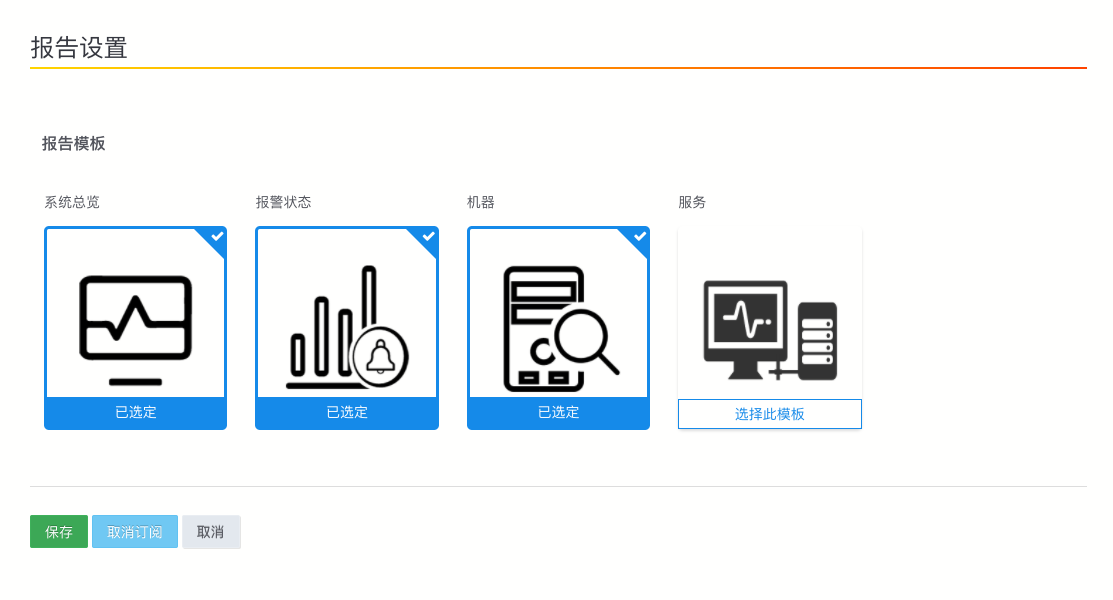 报告设置
报告模板
系统总览 报警状态 机器 服务
已选定 已选定 已选定 选择此模板
保存 取消订阅 取消